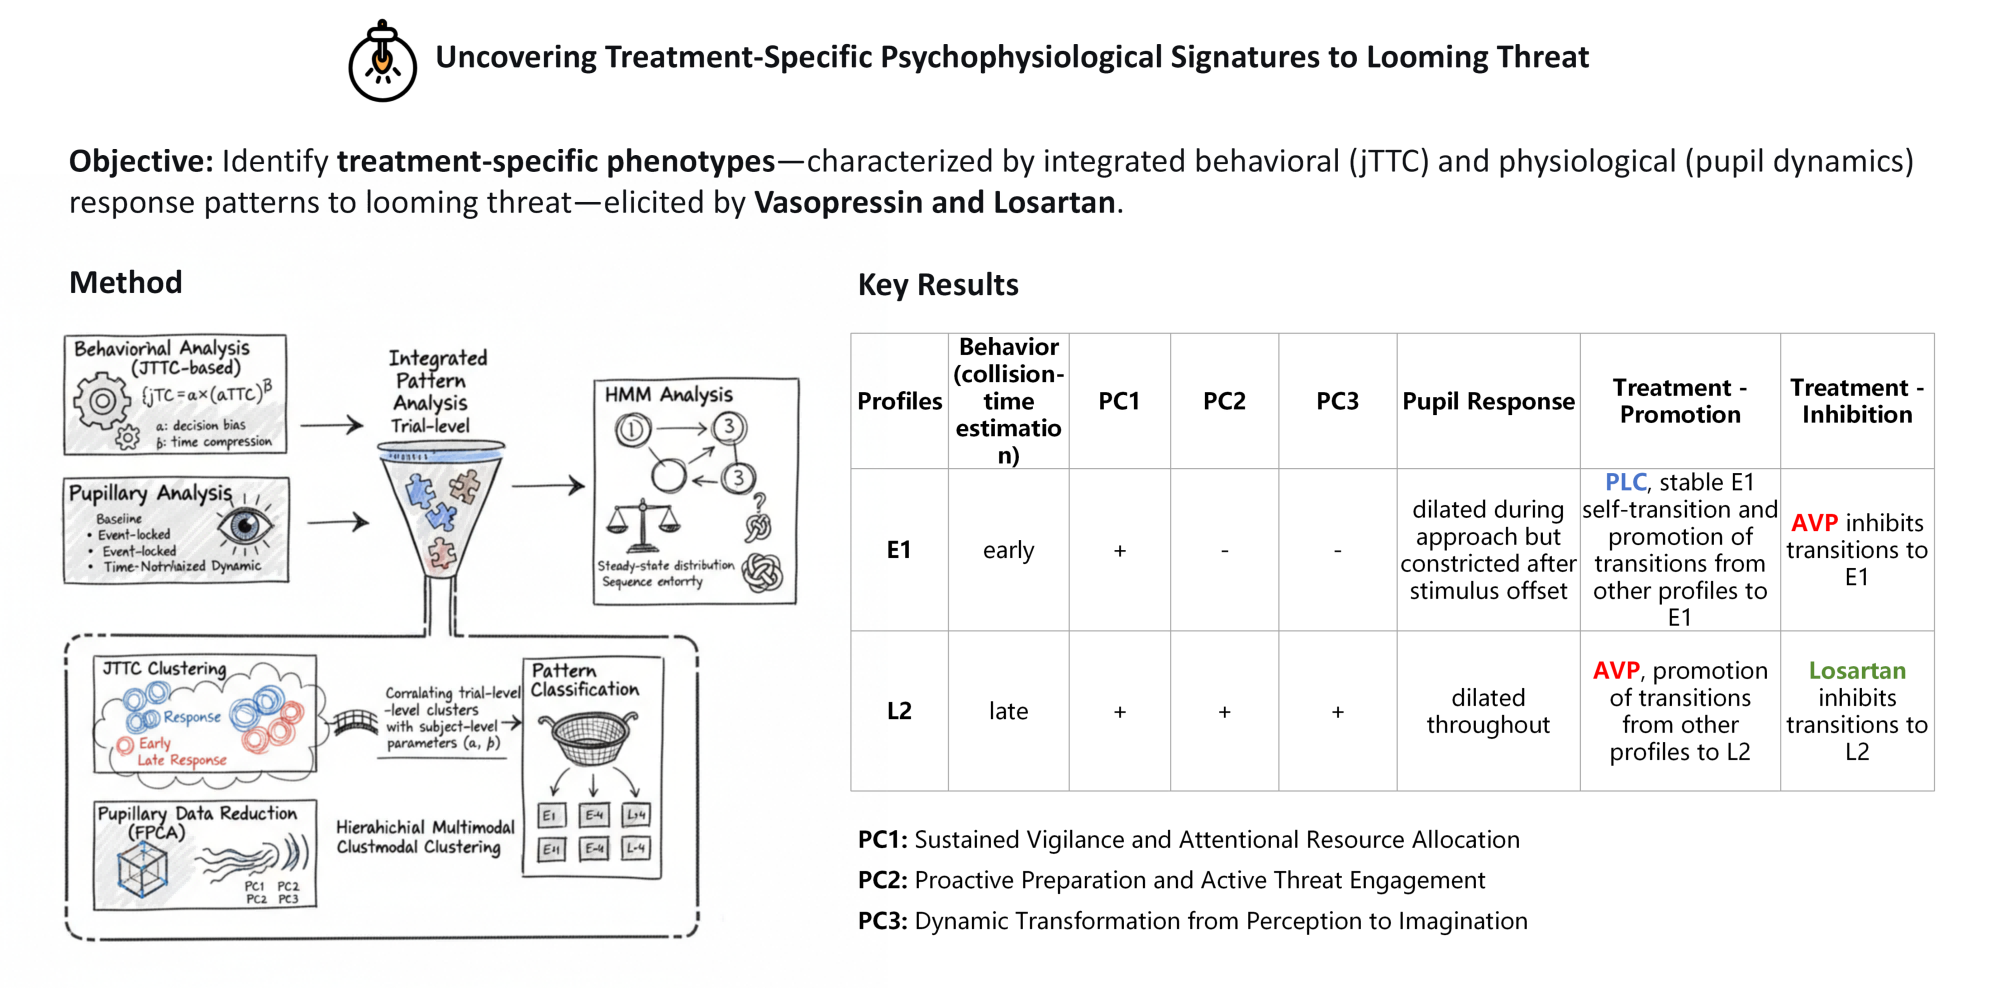 Uncovering Treatment-Specific Psychophysiological Signatures to Looming Threat
Objective: Identify treatment-specific phenotypes—characterized by integrated behavioral (jTTC) and physiological (pupil dynamics)
response patterns to looming threat—elicited by Vasopressin and Losartan.
Method
Behaviornal Analysis
(JTTC-based)
{jTC = a×(aTTC)^B
a: decision bias
b: time compression
Pupillary Analysis
Baseline
• Event-locked
• Event-locked
• Time-Notrhaized Dynamic
Integrated
Pattern
Analysis
Trial-level
HMM Analysis
1
3
3
?
Steady-state distribution
Sequence entorrty
JTTC Clustering
Response
Early
Late Response
Corralating trial-level
-level clusters
with subject-level
parameters (a, b)
Pattern
Classification
E1 E-4 L,4
E11 E-4 L-4
Pupillary Data Reduction
(FPCA)
PC1 PC2
PC2 PC3
Hierahichial Multimodal
Clustmodal Clustering
Key Results
Profiles
Behavior
(collision-
time
estimatio
n)
PC1
PC2
PC3
Pupil Response
Treatment -
Promotion
Treatment -
Inhibition
E1
early
+
-
-
dilated during
approach but
constricted after
stimulus offset
PLC, stable E1
self-transition and
promotion of
transitions from
other profiles to
E1
AVP inhibits
transitions to
E1
L2
late
+
+
+
dilated
throughout
AVP, promotion
of transitions
from other
profiles to L2
Losartan
inhibits
transitions to
L2
PC1: Sustained Vigilance and Attentional Resource Allocation
PC2: Proactive Preparation and Active Threat Engagement
PC3: Dynamic Transformation from Perception to Imagination